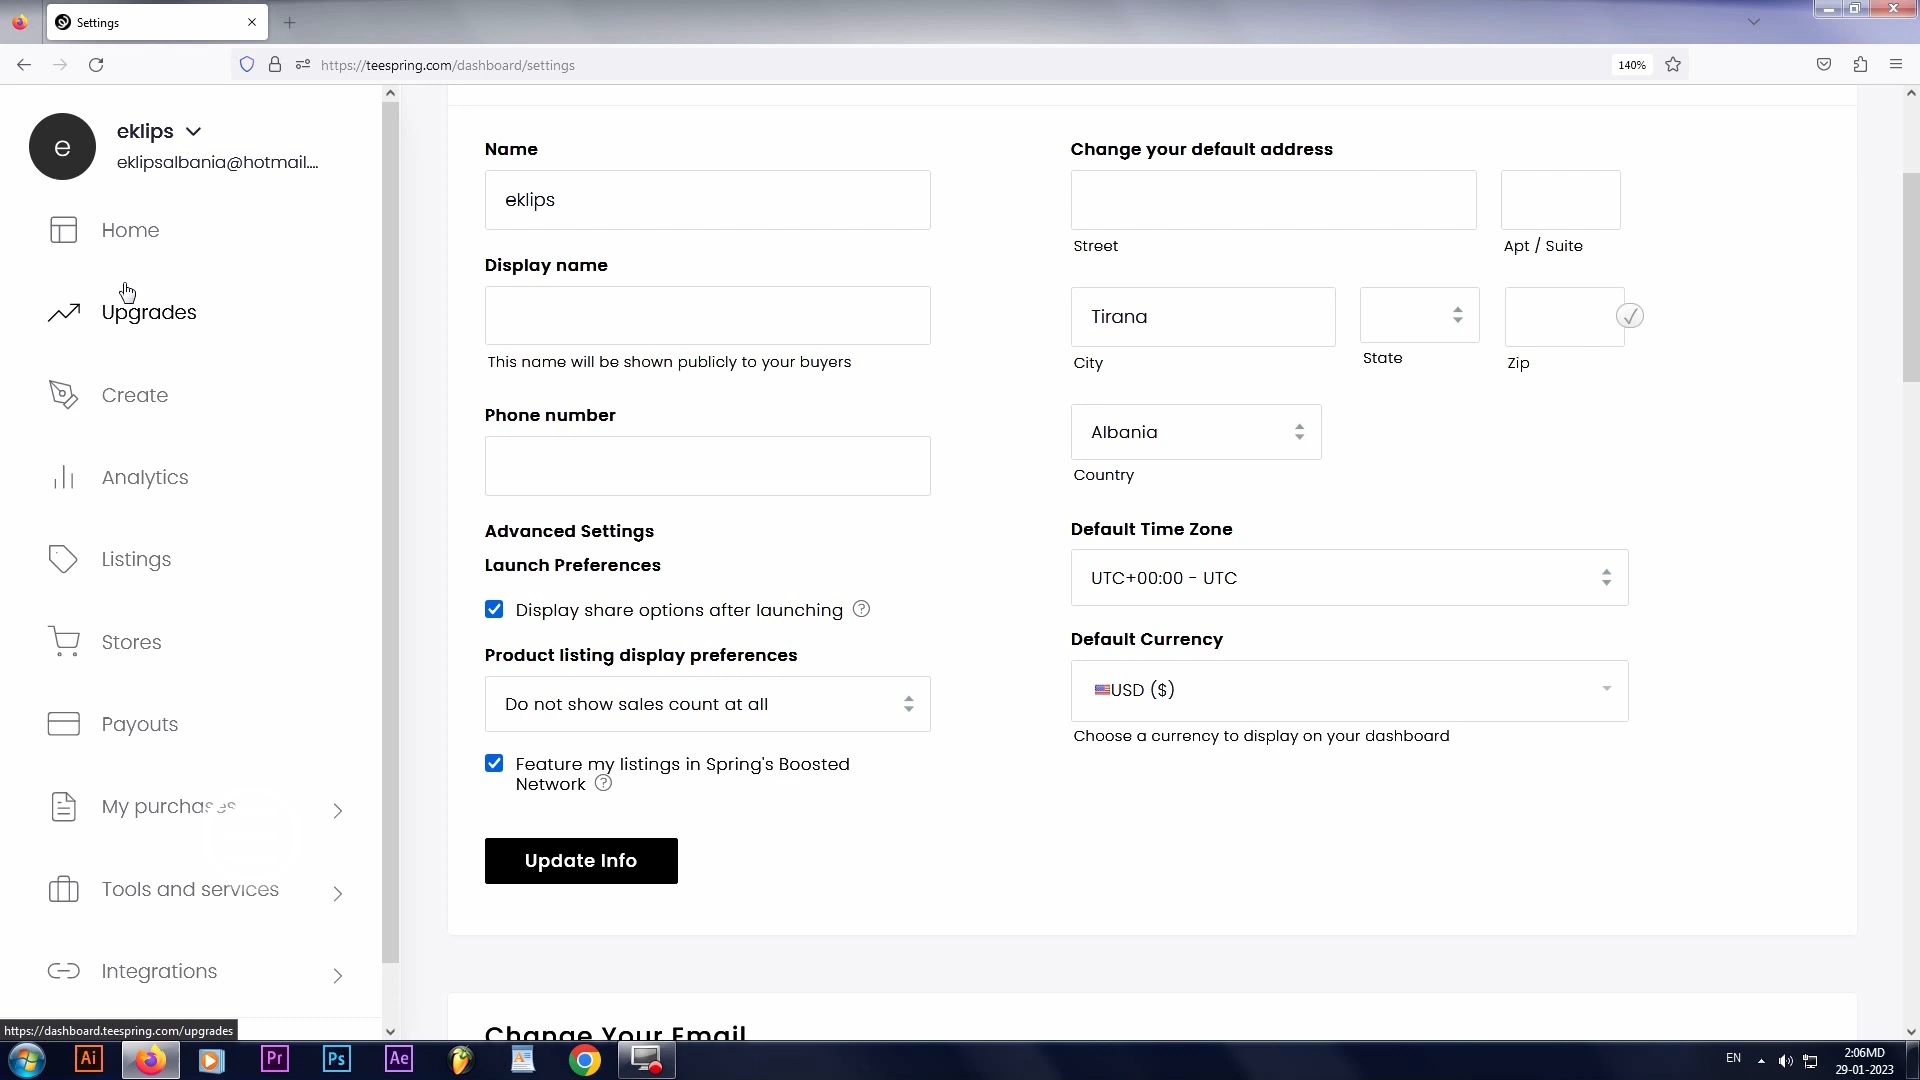 Settings
https://teespring.com/dashboard/settings
140%
e
eklips
eklipsalbania@hotmail....
Home
Upgrades
Create
Analytics
Listings
Stores
Payouts
My purchases
Tools and services
Integrations
https://dashboard.teespring.com/upgrades
Name
eklips
Display name
This name will be shown publicly to your buyers
Phone number
Advanced Settings
Launch Preferences
Display share options after launching ?
Product listing display preferences
Do not show sales count at all
Feature my listings in Spring's Boosted
Network ?
Update Info
Change your default address
Street
Apt / Suite
Tirana
City
State
Zip
Albania
Country
Default Time Zone
UTC+00:00 - UTC
Default Currency
USD ($)
Choose a currency to display on your dashboard
Change Your Email
Ai
Pr
Ps
Ae
EN
2:06MD
29-01-2023